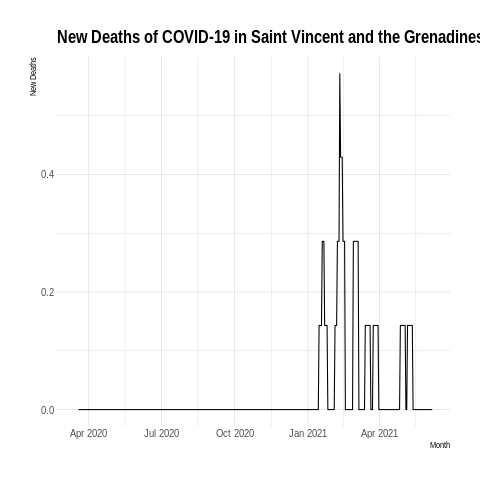 New Deaths of COVID-19 in Saint Vincent and the Grenadines
New Deaths
0.4
0.2
0.0
Apr 2020 Jul 2020 Oct 2020 Jan 2021 Apr 2021
Month